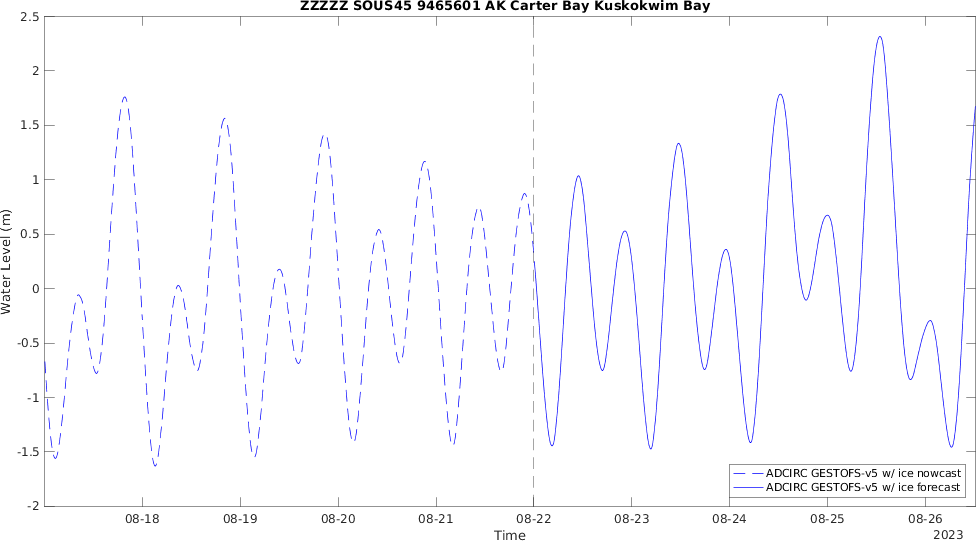 ZZZZZ SOUS45 9465601 AK Carter Bay Kuskokwim Bay
Water Level (m)
2.5
2
1.5
1
0.5
0
-0.5
-1
-1.5
-2
08-18 08-19 08-20 08-21 08-22 08-23 08-24 08-25 08-26
Time
2023
ADCIRC GESTOFS-v5 w/ ice nowcast
ADCIRC GESTOFS-v5 w/ ice forecast